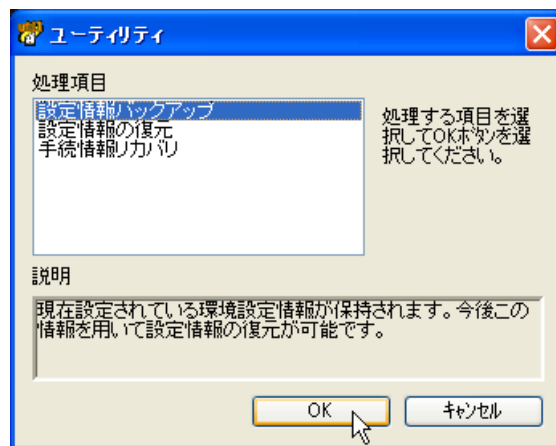 ユーティリティ
処理項目
設定情報バックアップ
設定情報の復元
手続情報リカバリ
処理する項目を選
択してOKボタンを選
択してください。
説明
現在設定されている環境設定情報が保持されます。今後この
情報を用いて設定情報の復元が可能です。
OK
キャンセル